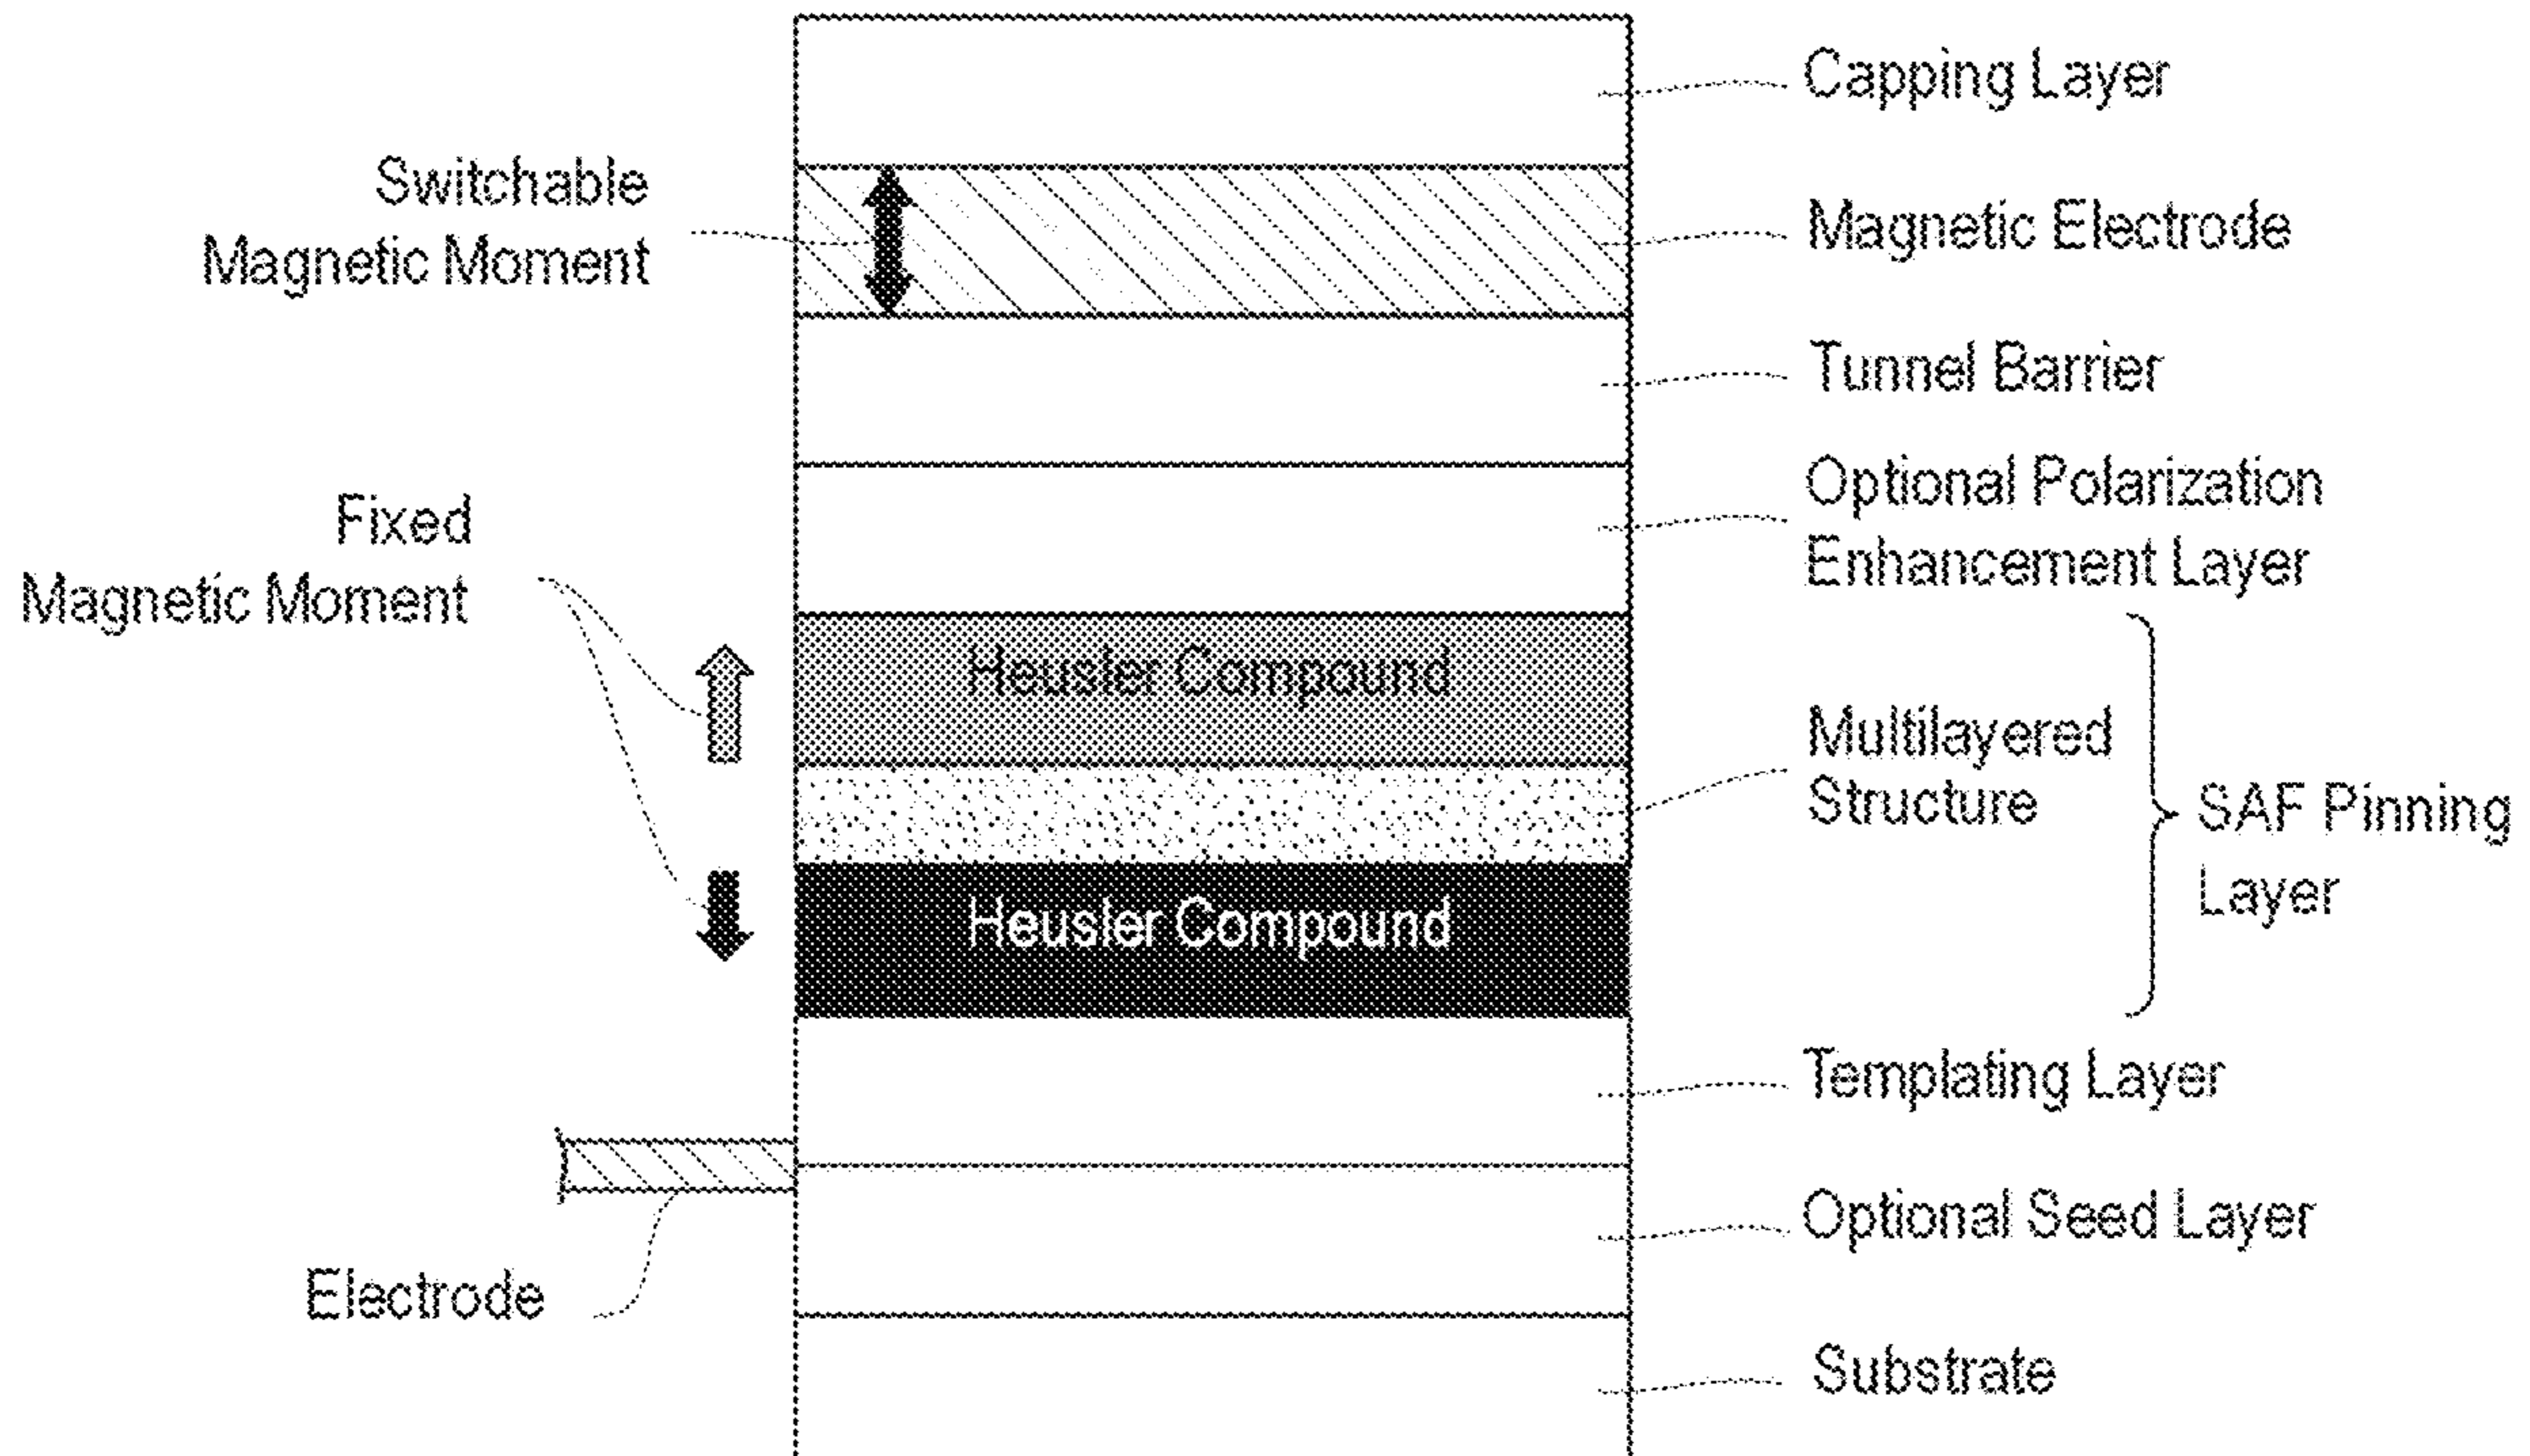 Capping Layer
Switchable
Magnetic Moment
Magnetic Electrode
Tunnel Barrier
Optional Polarization
Enhancement Layer
Fixed
Magnetic Moment
Heusler Compound
Multilayered
Structure
SAF Pinning
Layer
Heusler Compound
Templating Layer
Optional Seed Layer
Electrode
Substrate